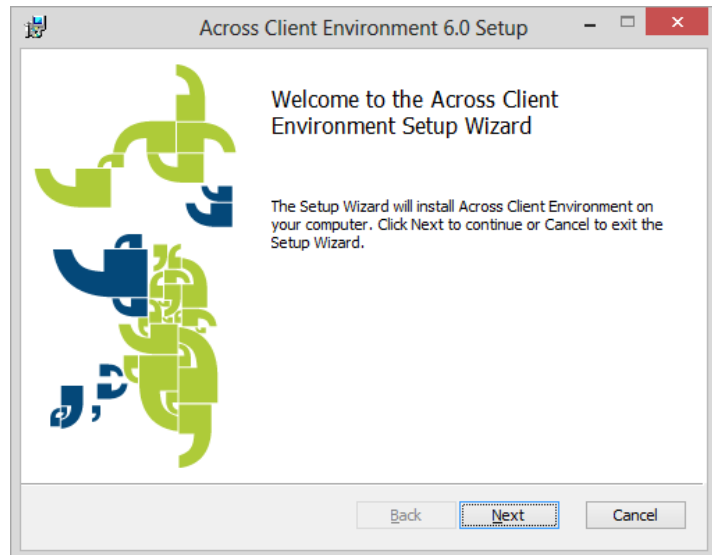 Across Client Environment 6.0 Setup
Welcome to the Across Client
Environment Setup Wizard
The Setup Wizard will install Across Client Environment on
your computer. Click Next to continue or Cancel to exit the
Setup Wizard.
Back Next Cancel